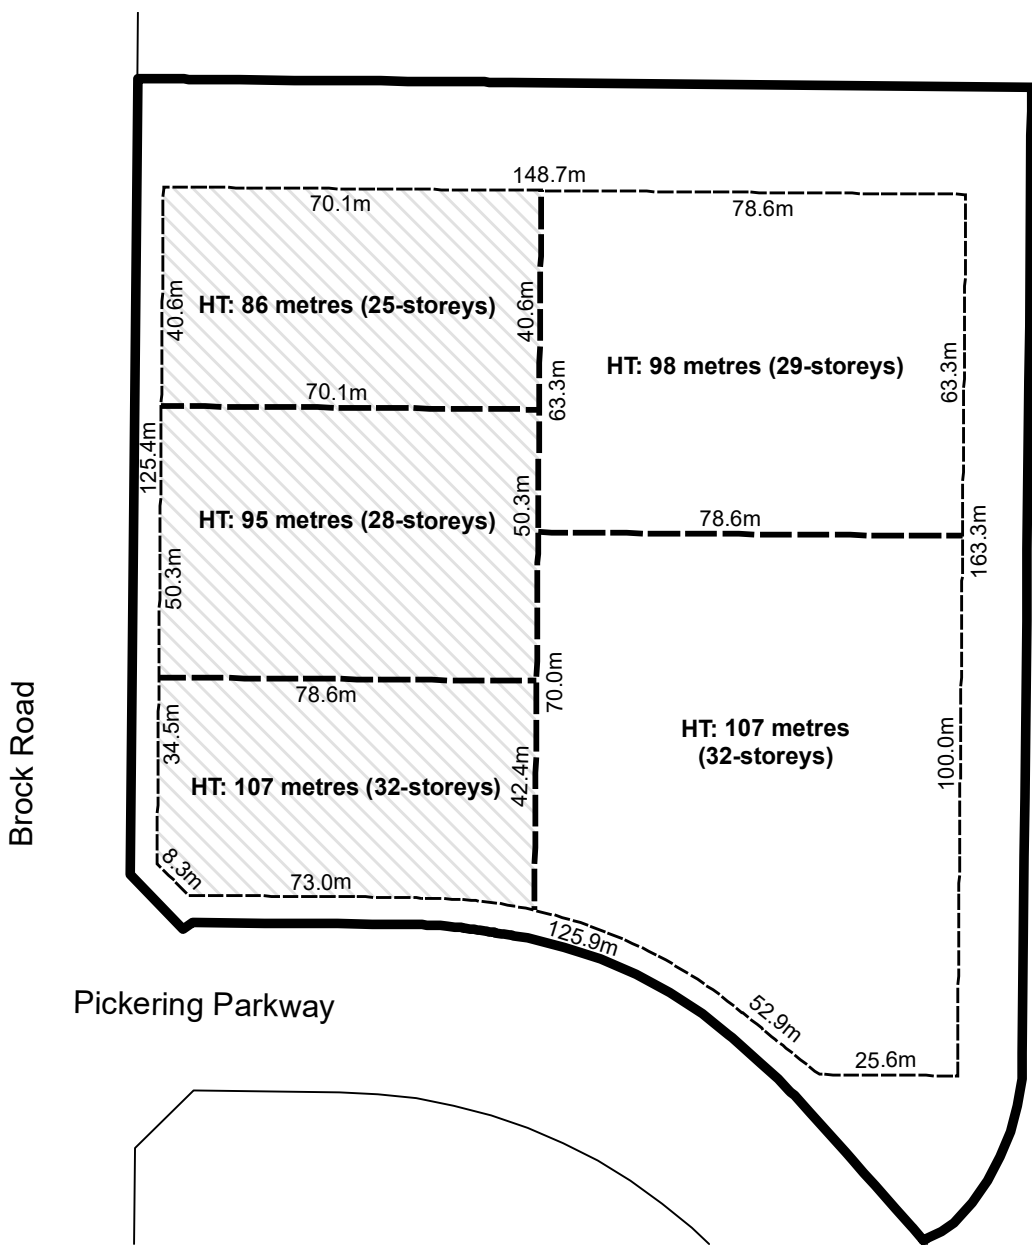 148.7m
70.1m
78.6m
40.6m
HT: 86 metres (25-storeys)
40.6m
HT: 98 metres (29-storeys)
63.3m
63.3m
70.1m
125.4m
HT: 95 metres (28-storeys)
50.3m
78.6m
163.3m
50.3m
78.6m
70.0m
34.5m
HT: 107 metres (32-storeys)
42.4m
HT: 107 metres
(32-storeys)
100.0m
Brock Road
8.3m
73.0m
125.9m
52.9m
25.6m
Pickering Parkway